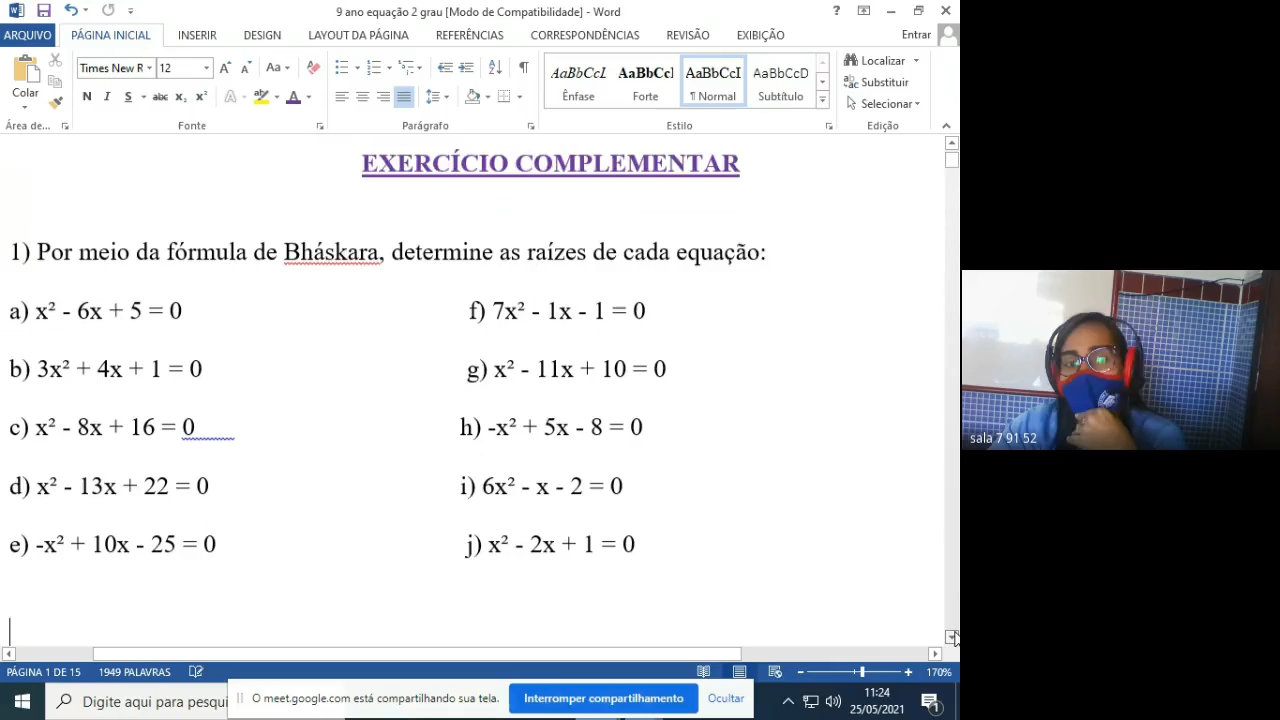 9 ano equação 2 grau [Modo de Compatibilidade] - Word
ARQUIVO PÁGINA INICIAL INSERIR DESIGN LAYOUT DA PÁGINA REFERÊNCIAS CORRESPONDÊNCIAS REVISÃO EXIBIÇÃO Entrar
Colar
Times New R 12 Aa
N I S abc x₂ x² A A
AaBbCcI AaBbCcI AaBbCcI AaBbCcD
Ênfase Forte ¶ Normal Subtítulo
Localizar
Substituir
Selecionar
Área de... Fonte Parágrafo Estilo Edição
EXERCÍCIO COMPLEMENTAR
1) Por meio da fórmula de Bháskara, determine as raízes de cada equação:
a) x² - 6x + 5 = 0 f) 7x² - 1x - 1 = 0
b) 3x² + 4x + 1 = 0 g) x² - 11x + 10 = 0
c) x² - 8x + 16 = 0 h) -x² + 5x - 8 = 0
d) x² - 13x + 22 = 0 i) 6x² - x - 2 = 0
e) -x² + 10x - 25 = 0 j) x² - 2x + 1 = 0
sala 7 91 52
PÁGINA 1 DE 15 1949 PALAVRAS 170%
Digite aqui para pesqui
O meet.google.com está compartilhando sua tela. Interromper compartilhamento Ocultar
11:24
25/05/2021
1